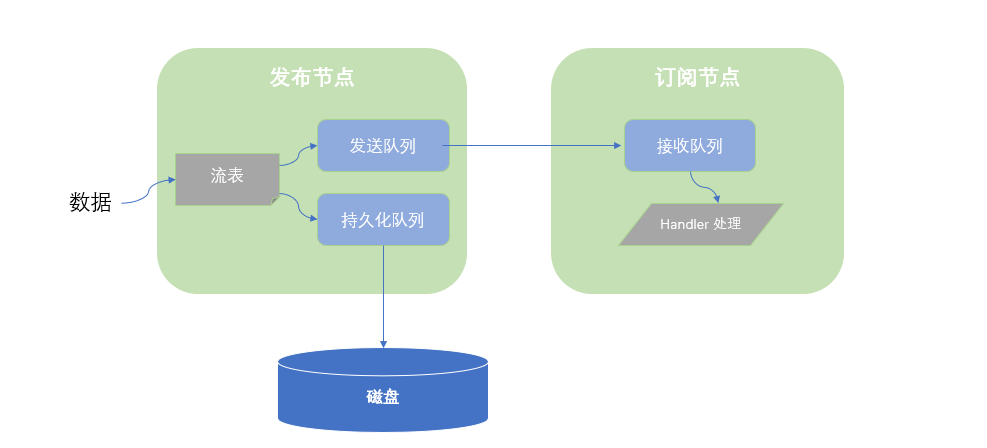 发布节点
订阅节点
发送队列
接收队列
流表
数据
持久化队列
Handler 处理
磁盘